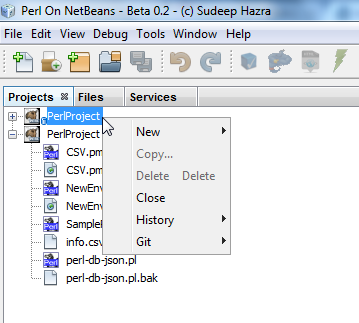 Perl On NetBeans - Beta 0.2 - (c) Sudeep Hazra
File Edit View Debug Tools Window Help
Projects Files Services
PerlProject
PerlProject
New
CSV.pm
Copy...
CSV.pm
Delete Delete
NewEnv
Close
NewEnv
History
Sample
Git
info.csv
perl-db-json.pl
perl-db-json.pl.bak